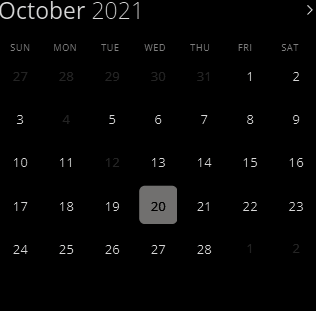 October 2021
SUN MON TUE WED THU FRI SAT
27 28 29 30 31 1 2
3 4 5 6 7 8 9
10 11 12 13 14 15 16
17 18 19 20 21 22 23
24 25 26 27 28 1 2